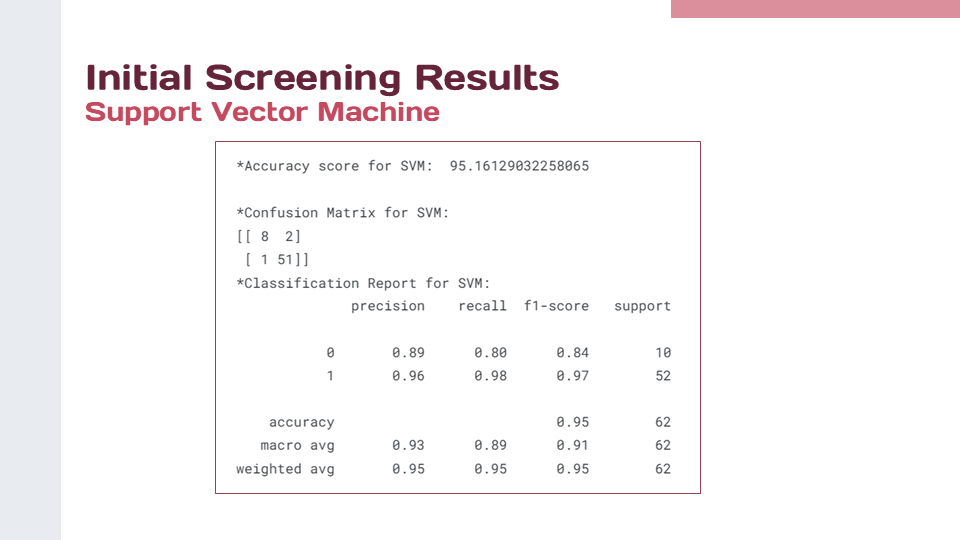 Initial Screening Results
Support Vector Machine
*Accuracy score for SVM:  95.16129032258065
*Confusion Matrix for SVM:
[[ 8  2]
 [ 1 51]]
*Classification Report for SVM:
              precision    recall  f1-score   support
           0       0.89      0.80      0.84        10
           1       0.96      0.98      0.97        52
    accuracy                           0.95        62
   macro avg       0.93      0.89      0.91        62
weighted avg       0.95      0.95      0.95        62